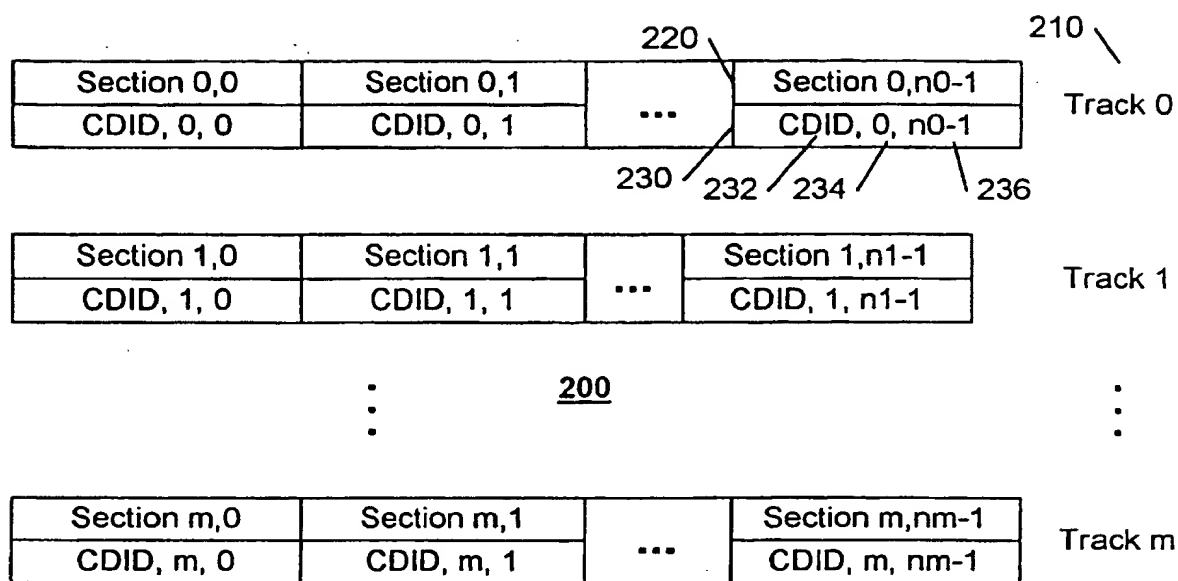 220 210
Section 0,0 Section 0,1 ... Section 0,n0-1 Track 0
CDID, 0, 0 CDID, 0, 1 CDID, 0, n0-1
230 232 234 236
Section 1,0 Section 1,1 ... Section 1,n1-1 Track 1
CDID, 1, 0 CDID, 1, 1 CDID, 1, n1-1
200
Section m,0 Section m,1 ... Section m,nm-1 Track m
CDID, m, 0 CDID, m, 1 CDID, m, nm-1